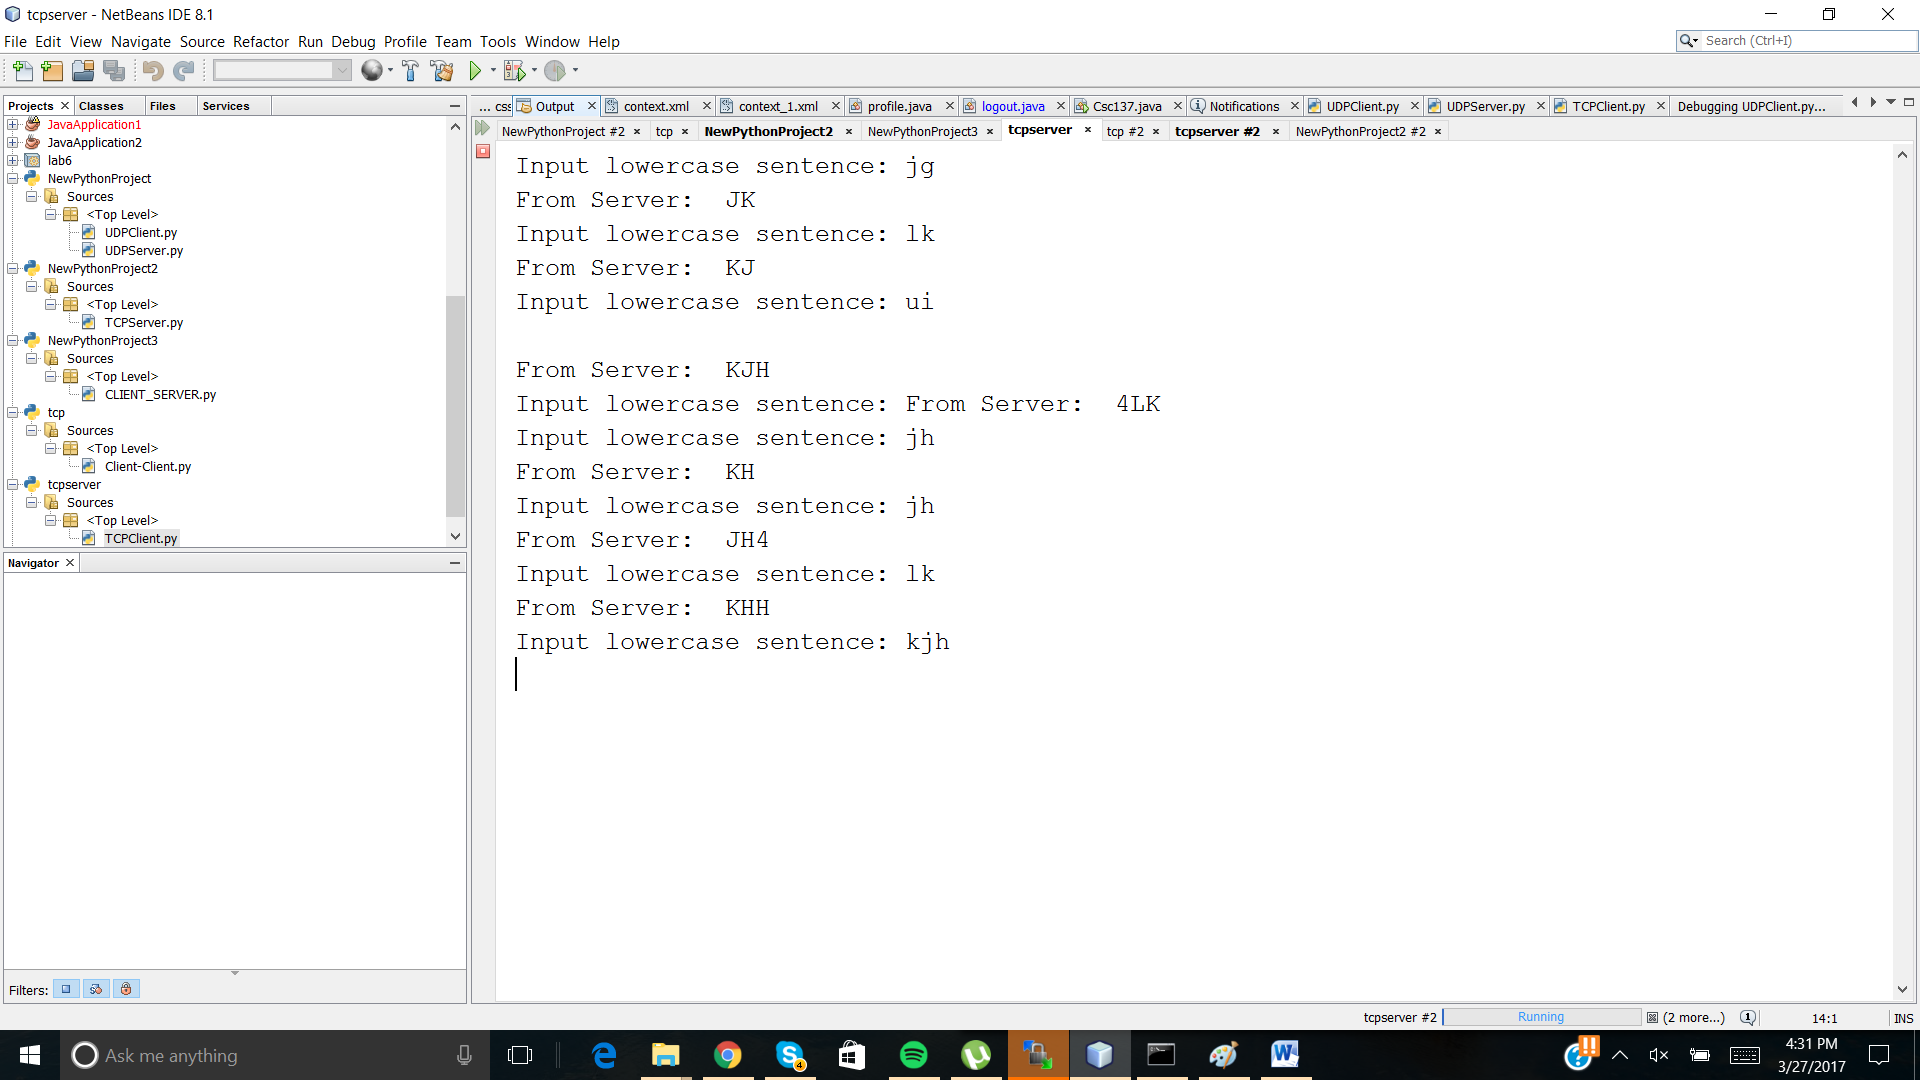 tcpserver - NetBeans IDE 8.1
File Edit View Navigate Source Refactor Run Debug Profile Team Tools Window Help
Search (Ctrl+I)
Projects Classes Files Services
JavaApplication1
JavaApplication2
lab6
NewPythonProject
Sources
<Top Level>
UDPClient.py
UDPServer.py
NewPythonProject2
Sources
<Top Level>
TCPServer.py
NewPythonProject3
Sources
<Top Level>
CLIENT_SERVER.py
tcp
Sources
<Top Level>
Client-Client.py
tcpserver
Sources
<Top Level>
TCPClient.py
Navigator
Filters:
... css Output context.xml context_1.xml profile.java logout.java Csc137.java Notifications UDPClient.py UDPServer.py TCPClient.py Debugging UDPClient.py...
NewPythonProject #2 tcp NewPythonProject2 NewPythonProject3 tcpserver tcp #2 tcpserver #2 NewPythonProject2 #2
Input lowercase sentence: jg
From Server:  JK
Input lowercase sentence: lk
From Server:  KJ
Input lowercase sentence: ui
From Server:  KJH
Input lowercase sentence: From Server:  4LK
Input lowercase sentence: jh
From Server:  KH
Input lowercase sentence: jh
From Server:  JH4
Input lowercase sentence: lk
From Server:  KHH
Input lowercase sentence: kjh
tcpserver #2 Running (2 more...) 14:1 INS
Ask me anything
4
4:31 PM
3/27/2017